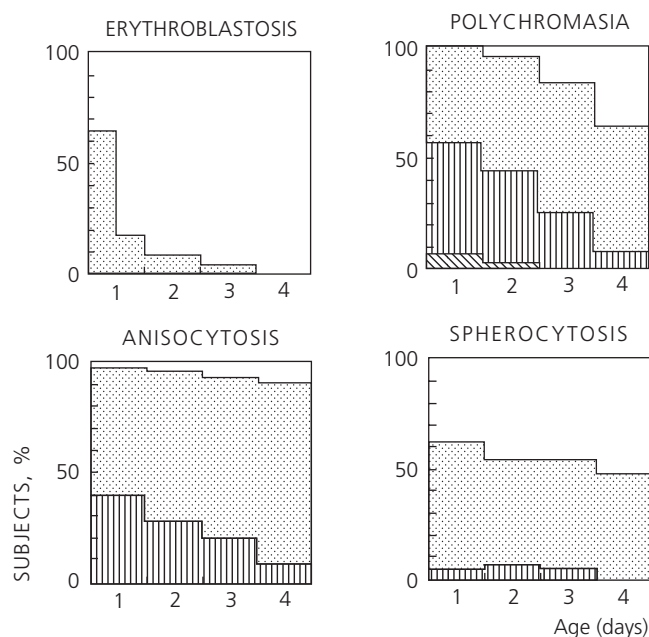 ERYTHROBLASTOSIS
100
50
0
1 2 3 4
POLYCHROMASIA
100
50
0
1 2 3 4
ANISOCYTOSIS
100
50
0
1 2 3 4
SUBJECTS, %
SPHEROCYTOSIS
100
50
0
1 2 3 4
Age (days)